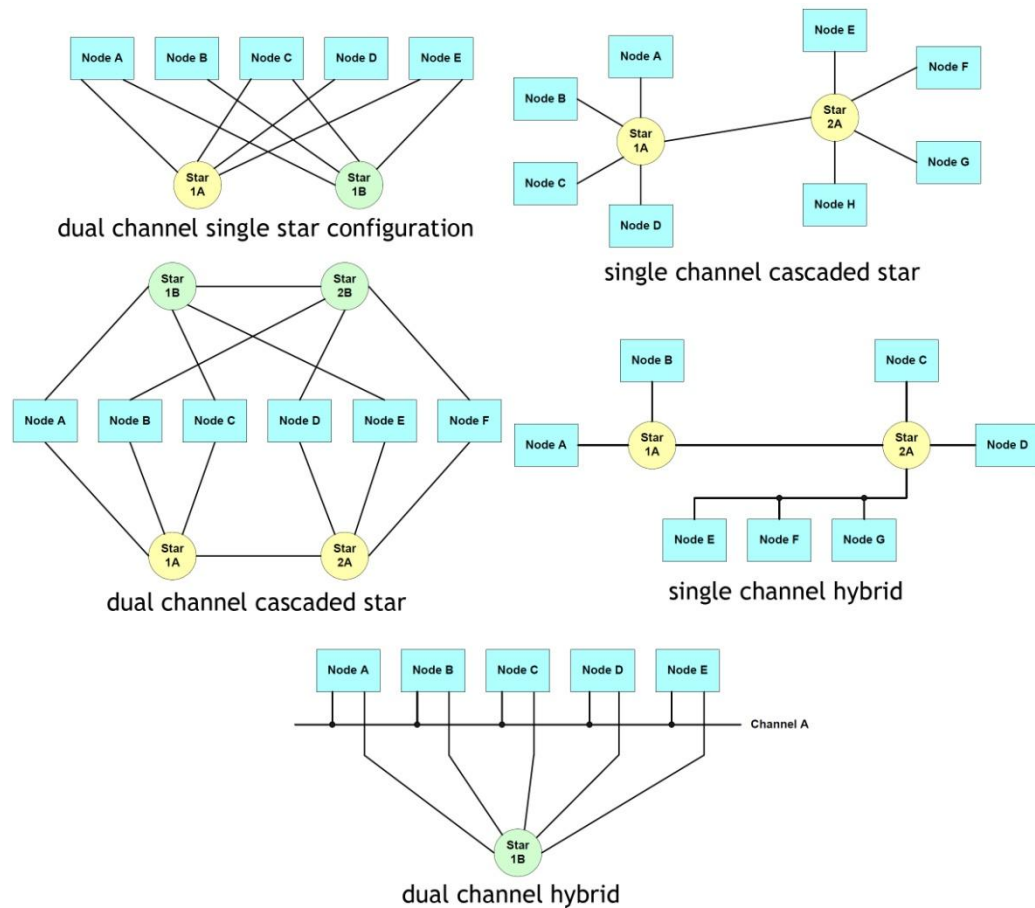 Node A
Node B
Node C
Node D
Node E
Star
1A
Star
1B
dual channel single star configuration
Node E
Node A
Node F
Node B
Star
2A
Star
1A
Node C
Node G
Node D
Node H
single channel cascaded star
Star
1B
Star
2B
Node A
Node B
Node C
Node D
Node E
Node F
Star
1A
Star
2A
dual channel cascaded star
Node B
Node C
Node A
Star
1A
Star
2A
Node D
Node E
Node F
Node G
single channel hybrid
Node A
Node B
Node C
Node D
Node E
Channel A
Star
1B
dual channel hybrid